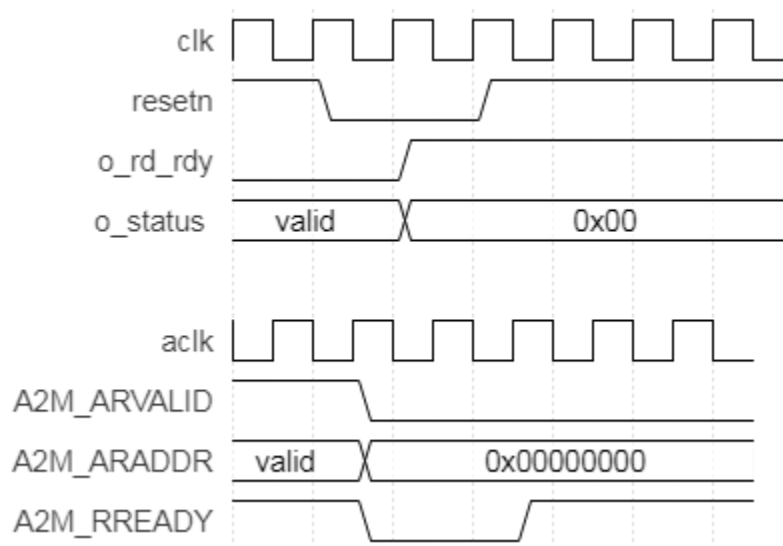 clk
resetn
o_rd_rdy
o_status valid 0x00
aclk
A2M_ARVALID
A2M_ARADDR valid 0x00000000
A2M_RREADY